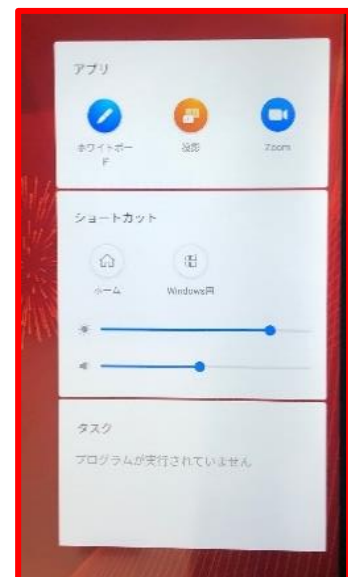 アプリ
ホワイトボー
ド
投影
Zoom
ショートカット
ホーム
Windows用
タスク
プログラムが実行されていません